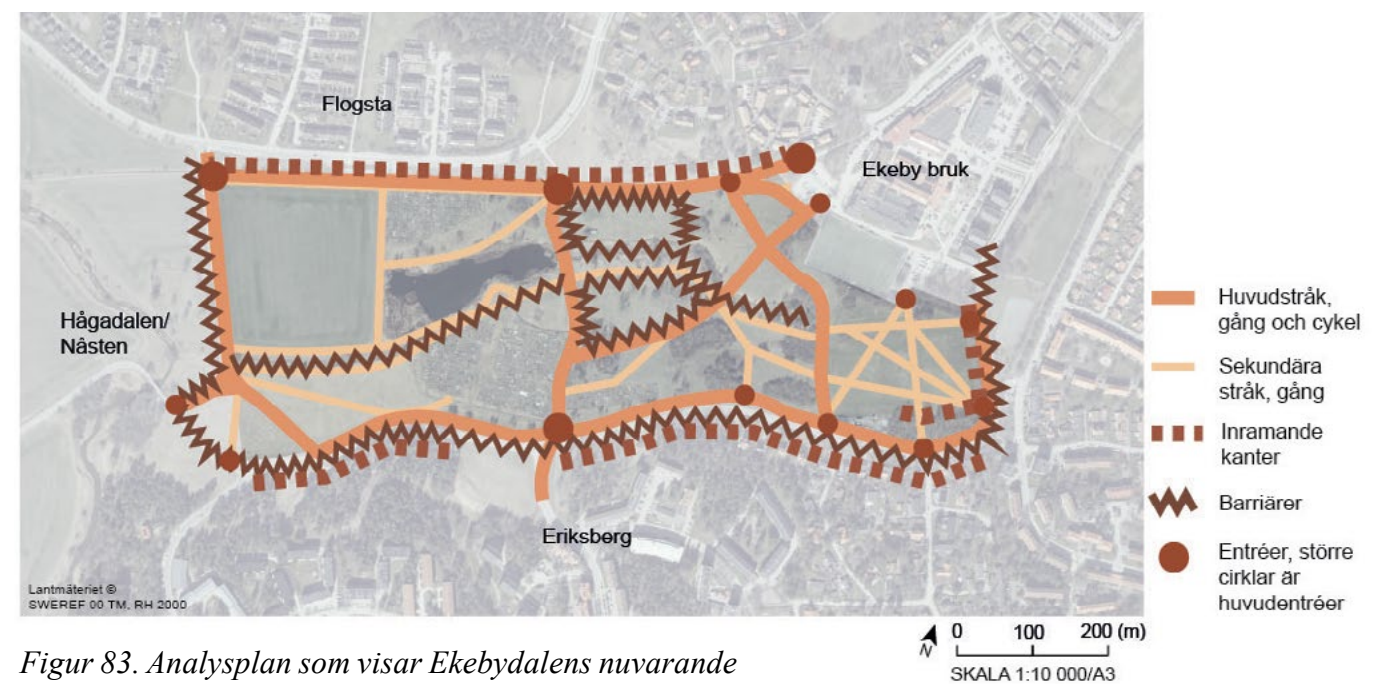 Flogsta
Ekeby bruk
Hågadalen/
Nåsten
Eriksberg
Lantmäteriet ©
SWEREF 00 TM, RH 2000
Huvudstråk,
gång och cykel
Sekundära
stråk, gång
Inramande
kanter
Barriärer
Entréer, större
cirklar är
huvudentréer
N
0 100 200 (m)
SKALA 1:10 000/A3
Figur 83. Analysplan som visar Ekebydalens nuvarande